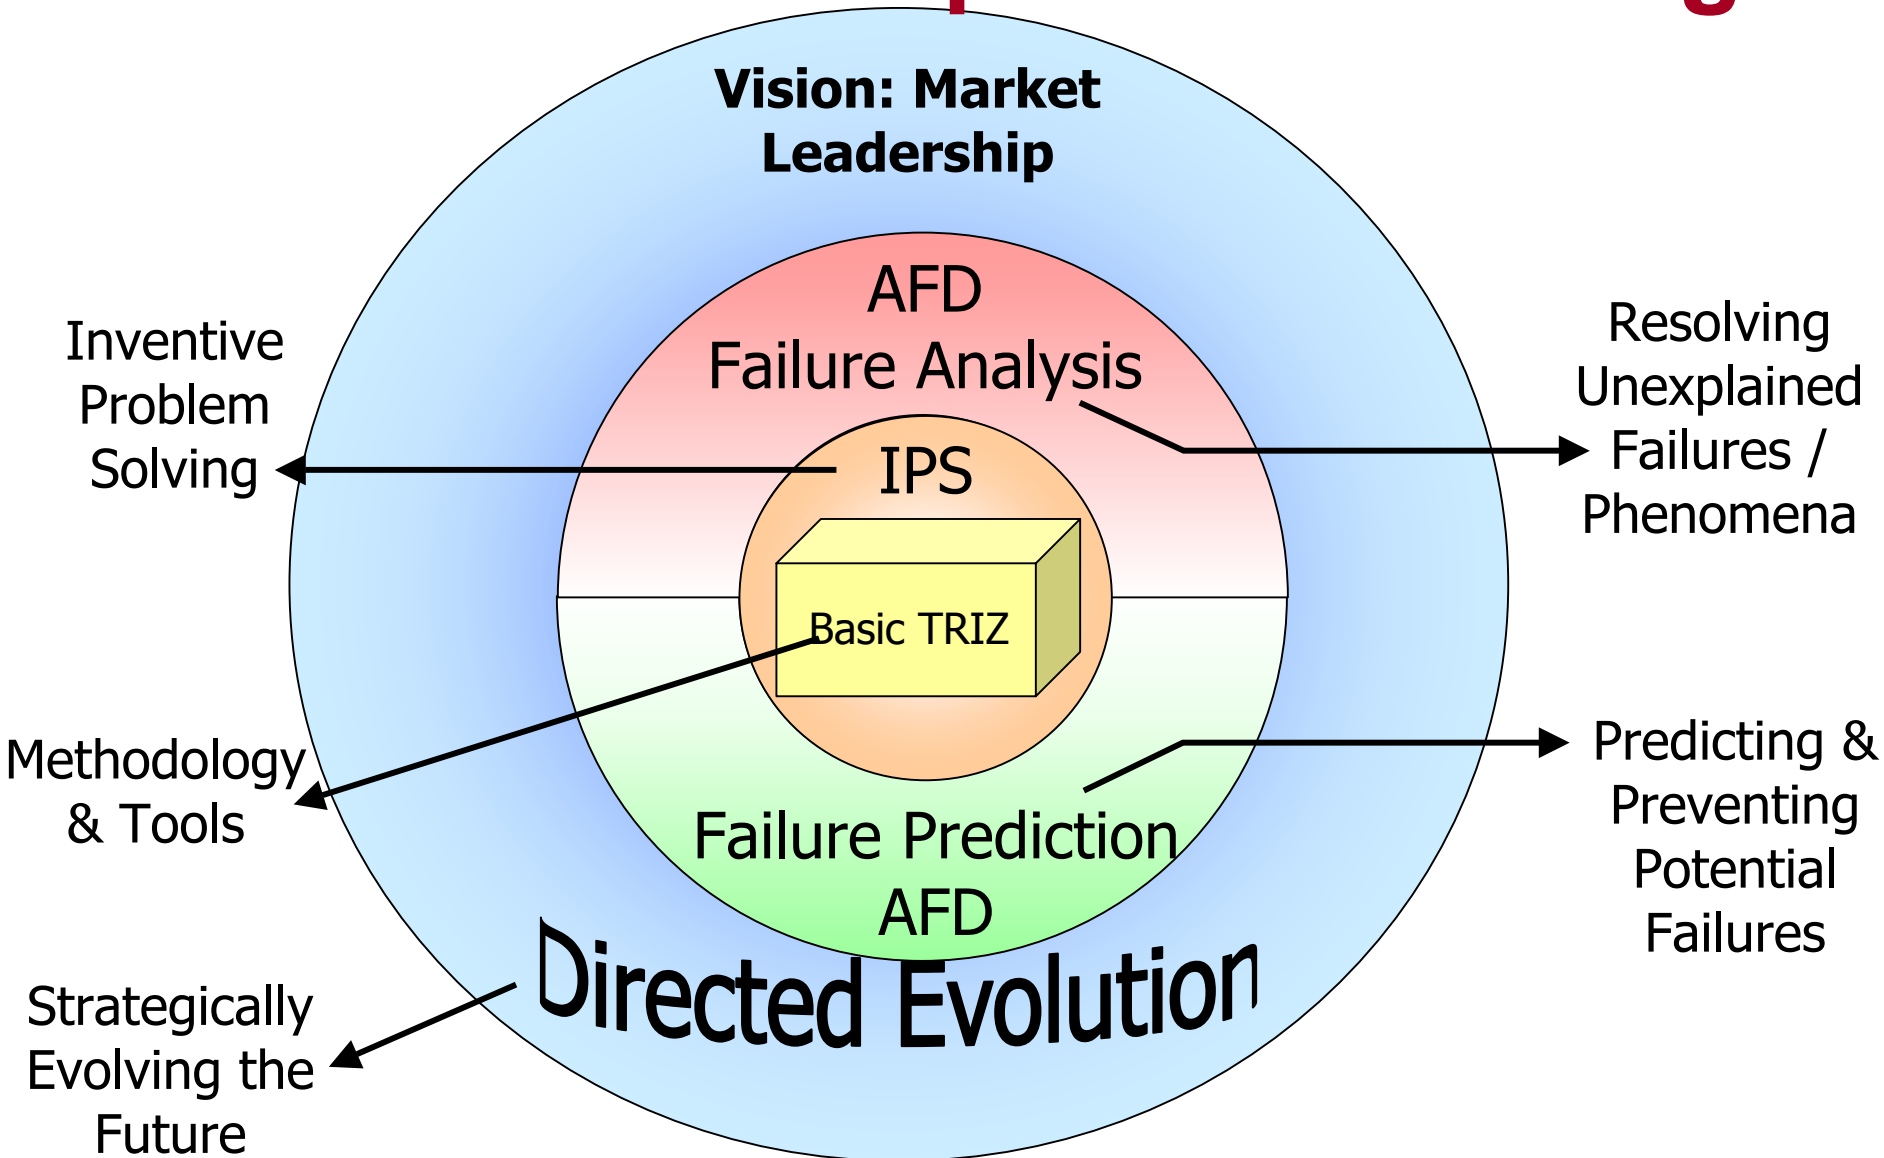 Vision: Market
Leadership
AFD
Failure Analysis
IPS
Basic TRIZ
Failure Prediction
AFD
Directed Evolution
Inventive
Problem
Solving
Methodology
& Tools
Strategically
Evolving the
Future
Resolving
Unexplained
Failures /
Phenomena
Predicting &
Preventing
Potential
Failures